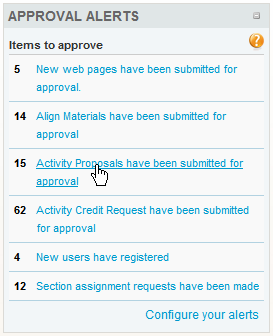 APPROVAL ALERTS
Items to approve
5 New web pages have been submitted for
approval.
14 Align Materials have been submitted for
approval
15 Activity Proposals have been submitted for
approval
62 Activity Credit Request have been submitted
for approval
4 New users have registered
12 Section assignment requests have been made
Configure your alerts